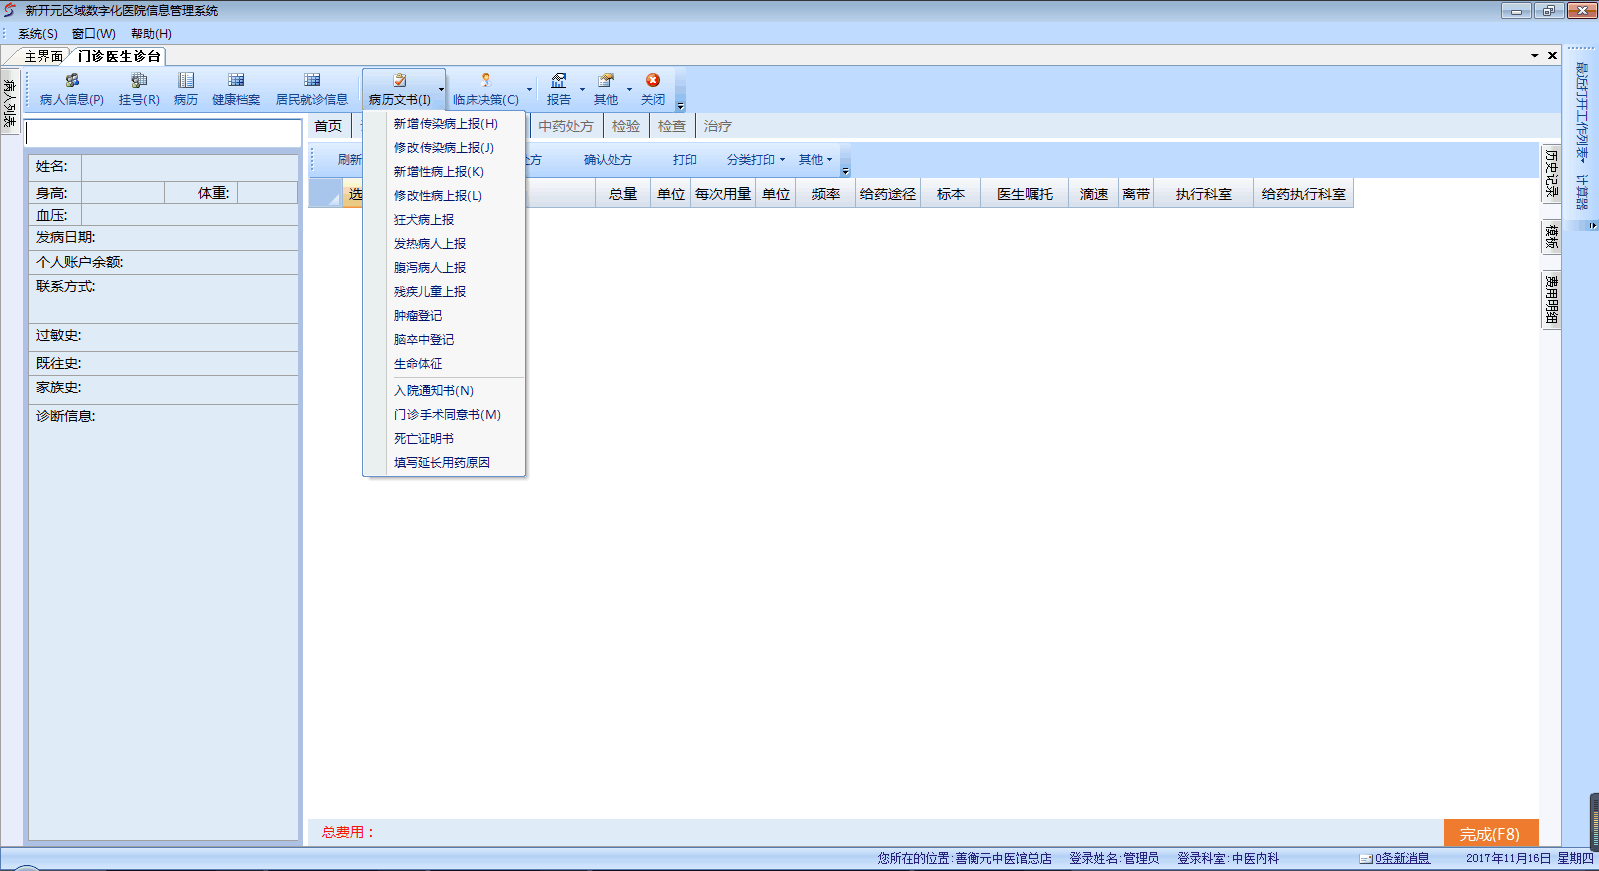 新开元区域数字化医院信息管理系统
系统(S) 窗口(W) 帮助(H)
主界面 门诊医生诊台
病人信息(P) 挂号(R) 病历 健康档案 居民就诊信息 病历文书(I) 临床决策(C) 报告 其他 关闭
病人列表
首页 中药处方 检验 检查 治疗
刷新 处方 确认处方 打印 分类打印 其他
选 总量 单位 每次用量 单位 频率 给药途径 标本 医生嘱托 滴速 离带 执行科室 给药执行科室
新增传染病上报(H)
修改传染病上报(J)
新增性病上报(K)
修改性病上报(L)
狂犬病上报
发热病人上报
腹泻病人上报
残疾儿童上报
肿瘤登记
脑卒中登记
生命体征
入院通知书(N)
门诊手术同意书(M)
死亡证明书
填写延长用药原因
姓名:
身高: 体重:
血压:
发病日期:
个人账户余额:
联系方式:
过敏史:
既往史:
家族史:
诊断信息:
历史记录
模板
费用明细
最近打开工作列表
计算器
总费用：
完成(F8)
您所在的位置:善衡元中医馆总店 登录姓名:管理员 登录科室:中医内科 0条新消息 2017年11月16日 星期四